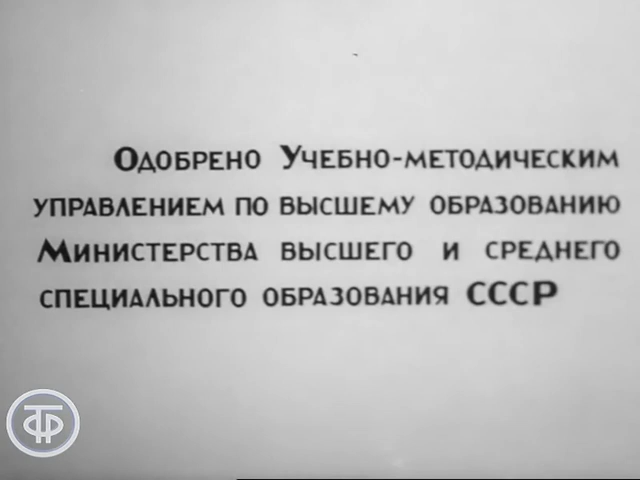 Одобрено Учебно-методическим
управлением по высшему образованию
Министерства высшего и среднего
специального образования СССР